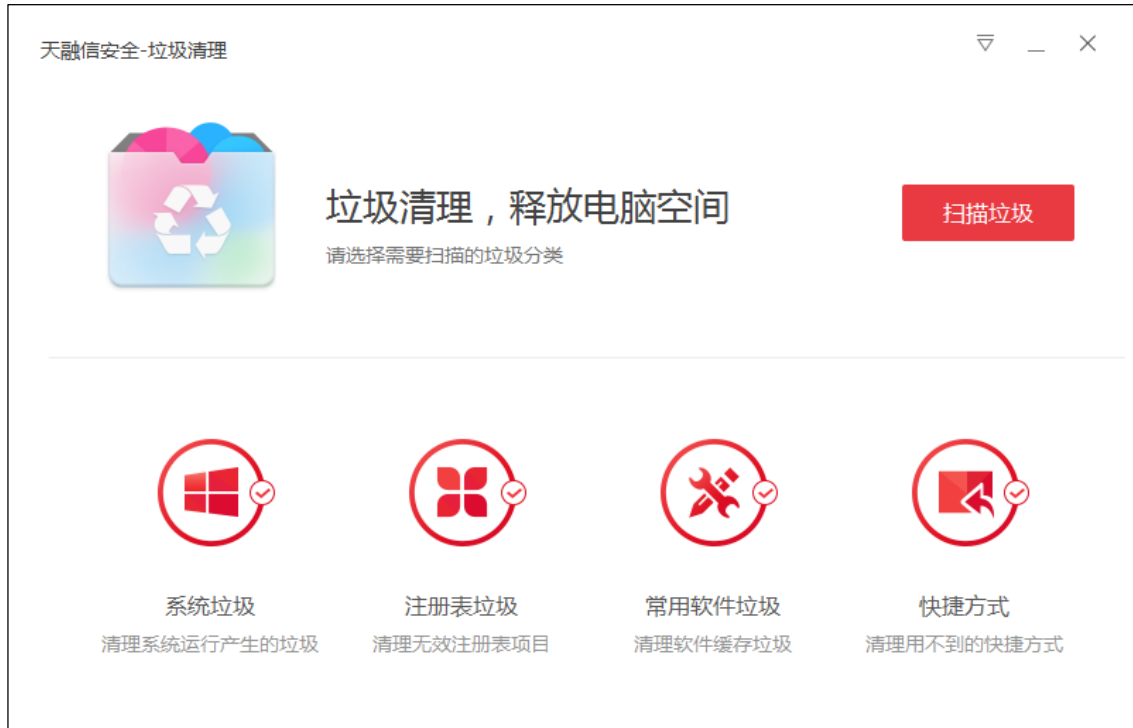 天融信安全-垃圾清理
垃圾清理，释放电脑空间
请选择需要扫描的垃圾分类
扫描垃圾
系统垃圾
清理系统运行产生的垃圾
注册表垃圾
清理无效注册表项目
常用软件垃圾
清理软件缓存垃圾
快捷方式
清理用不到的快捷方式